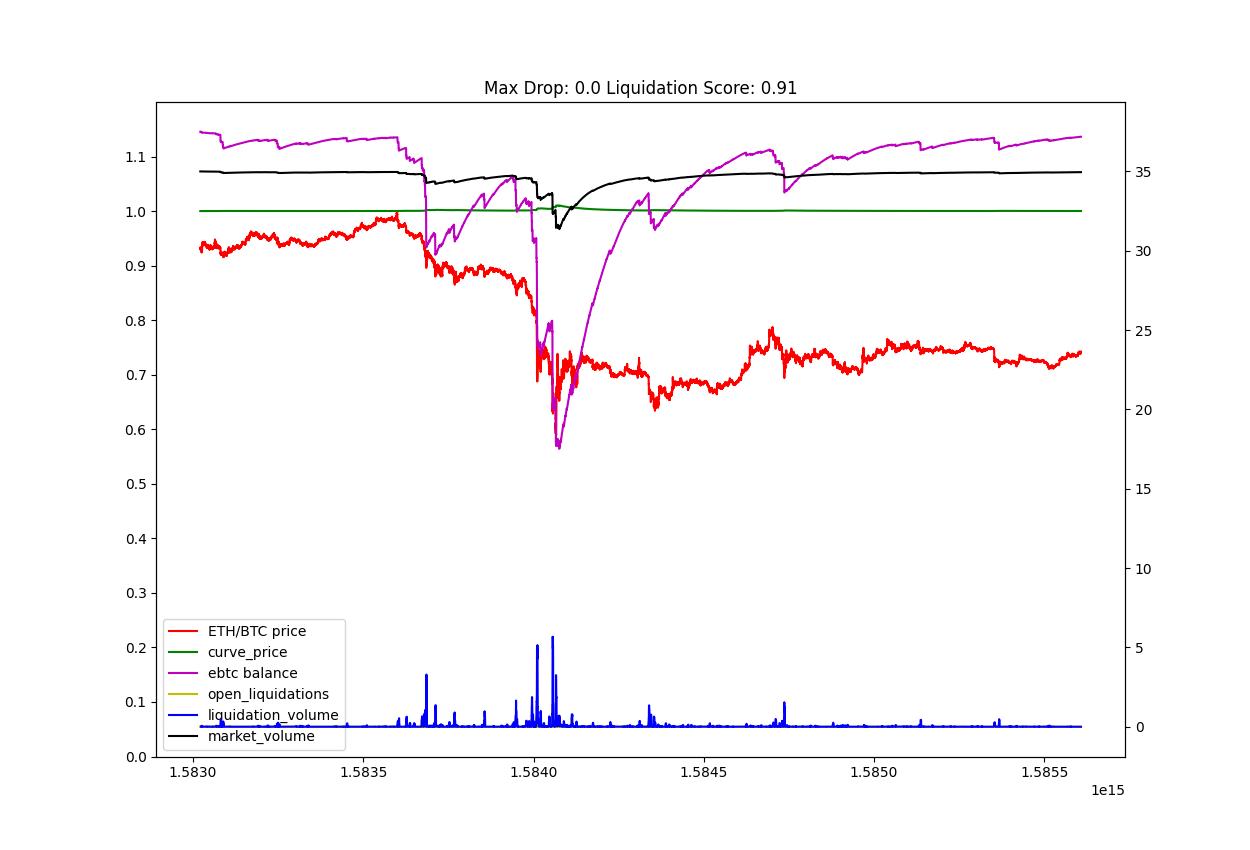 Max Drop: 0.0 Liquidation Score: 0.91
1.1
1.0
0.9
0.8
0.7
0.6
0.5
0.4
0.3
0.2
0.1
0.0
35
30
25
20
15
10
5
0
ETH/BTC price
curve_price
ebtc balance
open_liquidations
liquidation_volume
market_volume
1.5830 1.5835 1.5840 1.5845 1.5850 1.5855
1e15